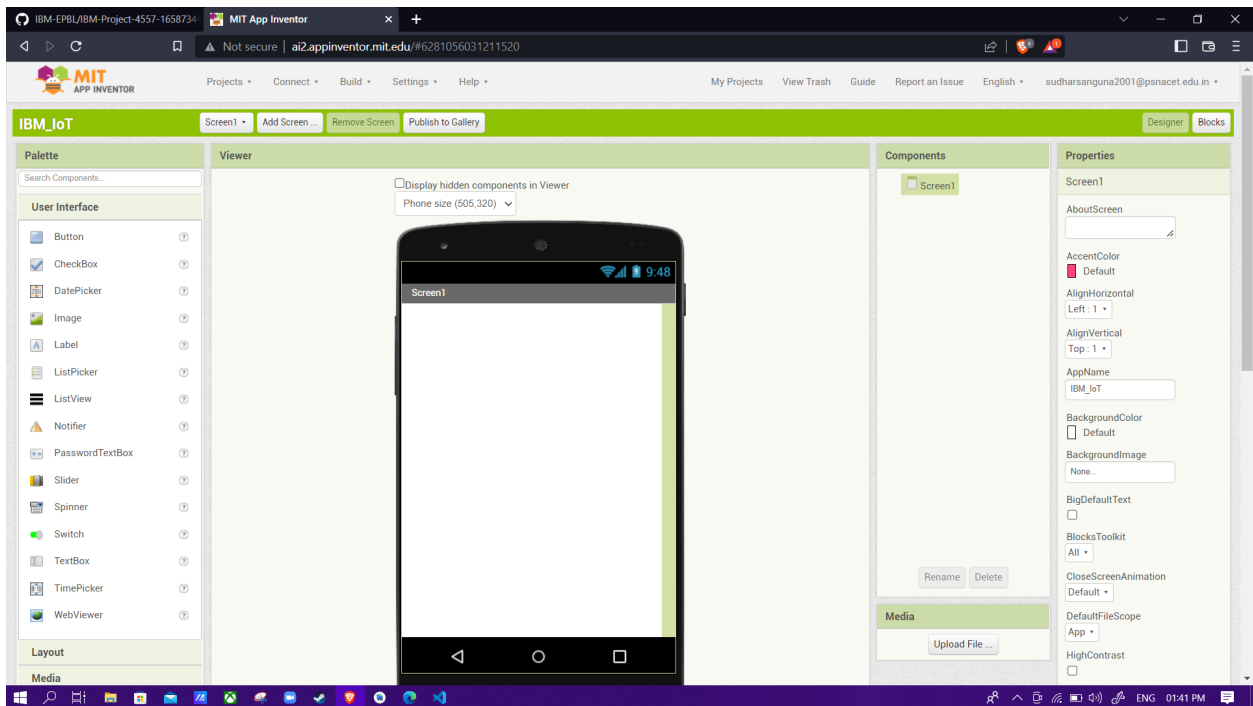 IBM-EPBL/IBM-Project-4557-1658734
MIT App Inventor
Not secure | ai2.appinventor.mit.edu/#6281056031211520
MIT
APP INVENTOR
Projects Connect Build Settings Help My Projects View Trash Guide Report an Issue English sudharsanguna2001@psnacet.edu.in
IBM_IoT Screen1 Add Screen ... Remove Screen Publish to Gallery Designer Blocks
Palette
Search Components...
User Interface
Button
CheckBox
DatePicker
Image
Label
ListPicker
ListView
Notifier
PasswordTextBox
Slider
Spinner
Switch
TextBox
TimePicker
WebViewer
Layout
Media
Viewer
Display hidden components in Viewer
Phone size (505,320)
9:48
Screen1
Components
Screen1
Rename Delete
Media
Upload File ...
Properties
Screen1
AboutScreen
AccentColor
Default
AlignHorizontal
Left : 1
AlignVertical
Top : 1
AppName
IBM_IoT
BackgroundColor
Default
BackgroundImage
None...
BigDefaultText
BlocksToolkit
All
CloseScreenAnimation
Default
DefaultFileScope
App
HighContrast
ENG 01:41 PM